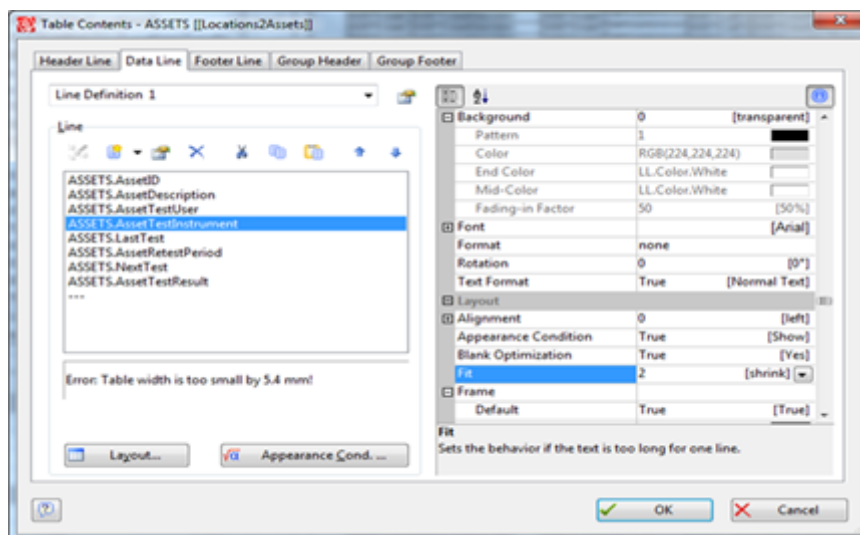 Table Contents - ASSETS [[Locations2Assets]]
Header Line Data Line Footer Line Group Header Group Footer
Line Definition 1
Line
ASSETS.AssetID
ASSETS.AssetDescription
ASSETS.AssetTestUser
ASSETS.AssetTestInstrument
ASSETS.LastTest
ASSETS.AssetRetestPeriod
ASSETS.NextTest
ASSETS.AssetTestResult
---
Error: Table width is too small by 5.4 mm!
Layout... Appearance Cond. ...
Background 0 [transparent]
Pattern 1
Color RGB(224,224,224)
End Color LL.Color.White
Mid-Color LL.Color.White
Fading-in Factor 50 [50%]
Font [Arial]
Format none
Rotation 0 [0°]
Text Format True [Normal Text]
Layout
Alignment 0 [left]
Appearance Condition True [Show]
Blank Optimization True [Yes]
Fit 2 [shrink]
Frame
Default True [True]
Fit
Sets the behavior if the text is too long for one line.
OK Cancel